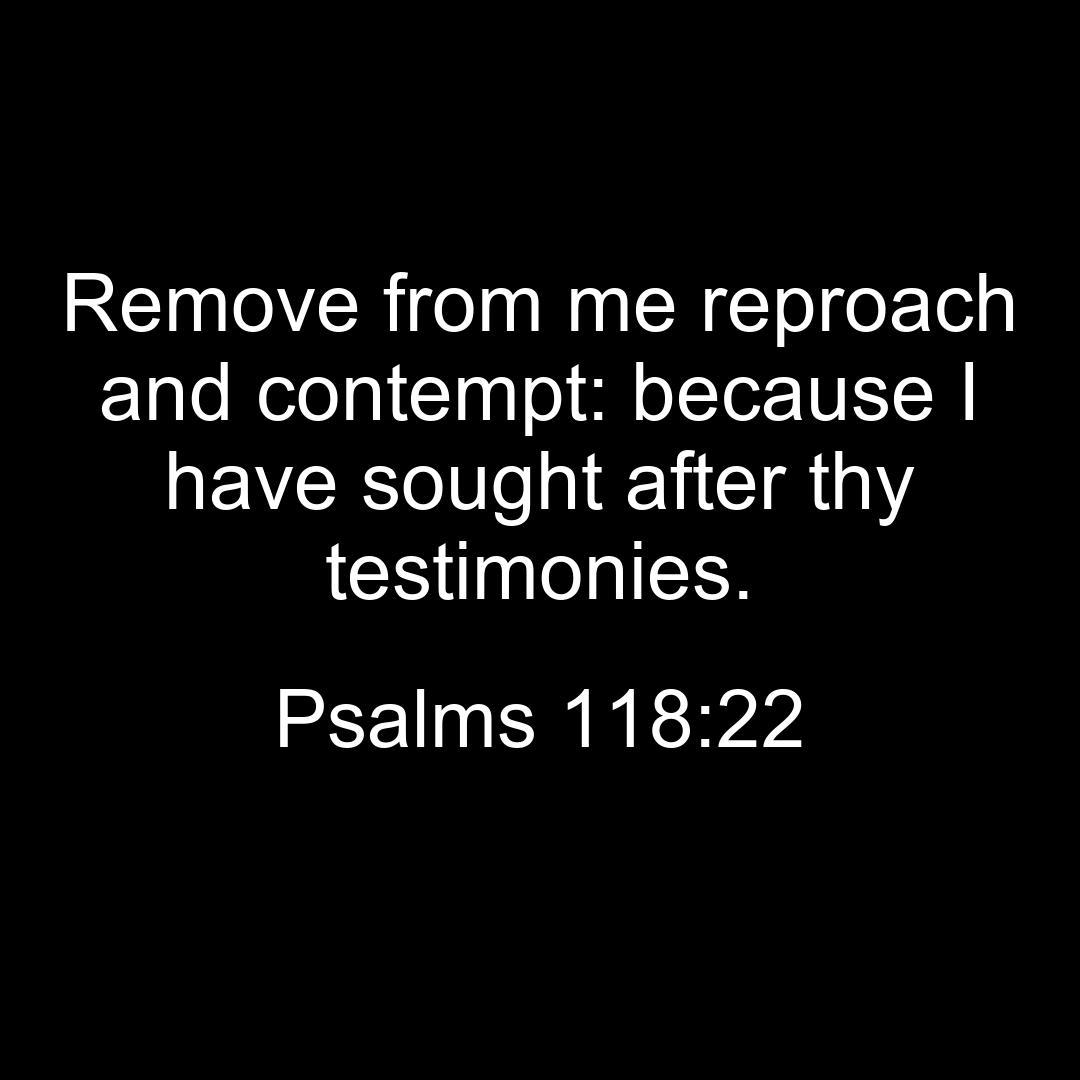 Remove from me reproach
and contempt: because I
have sought after thy
testimonies.
Psalms 118:22